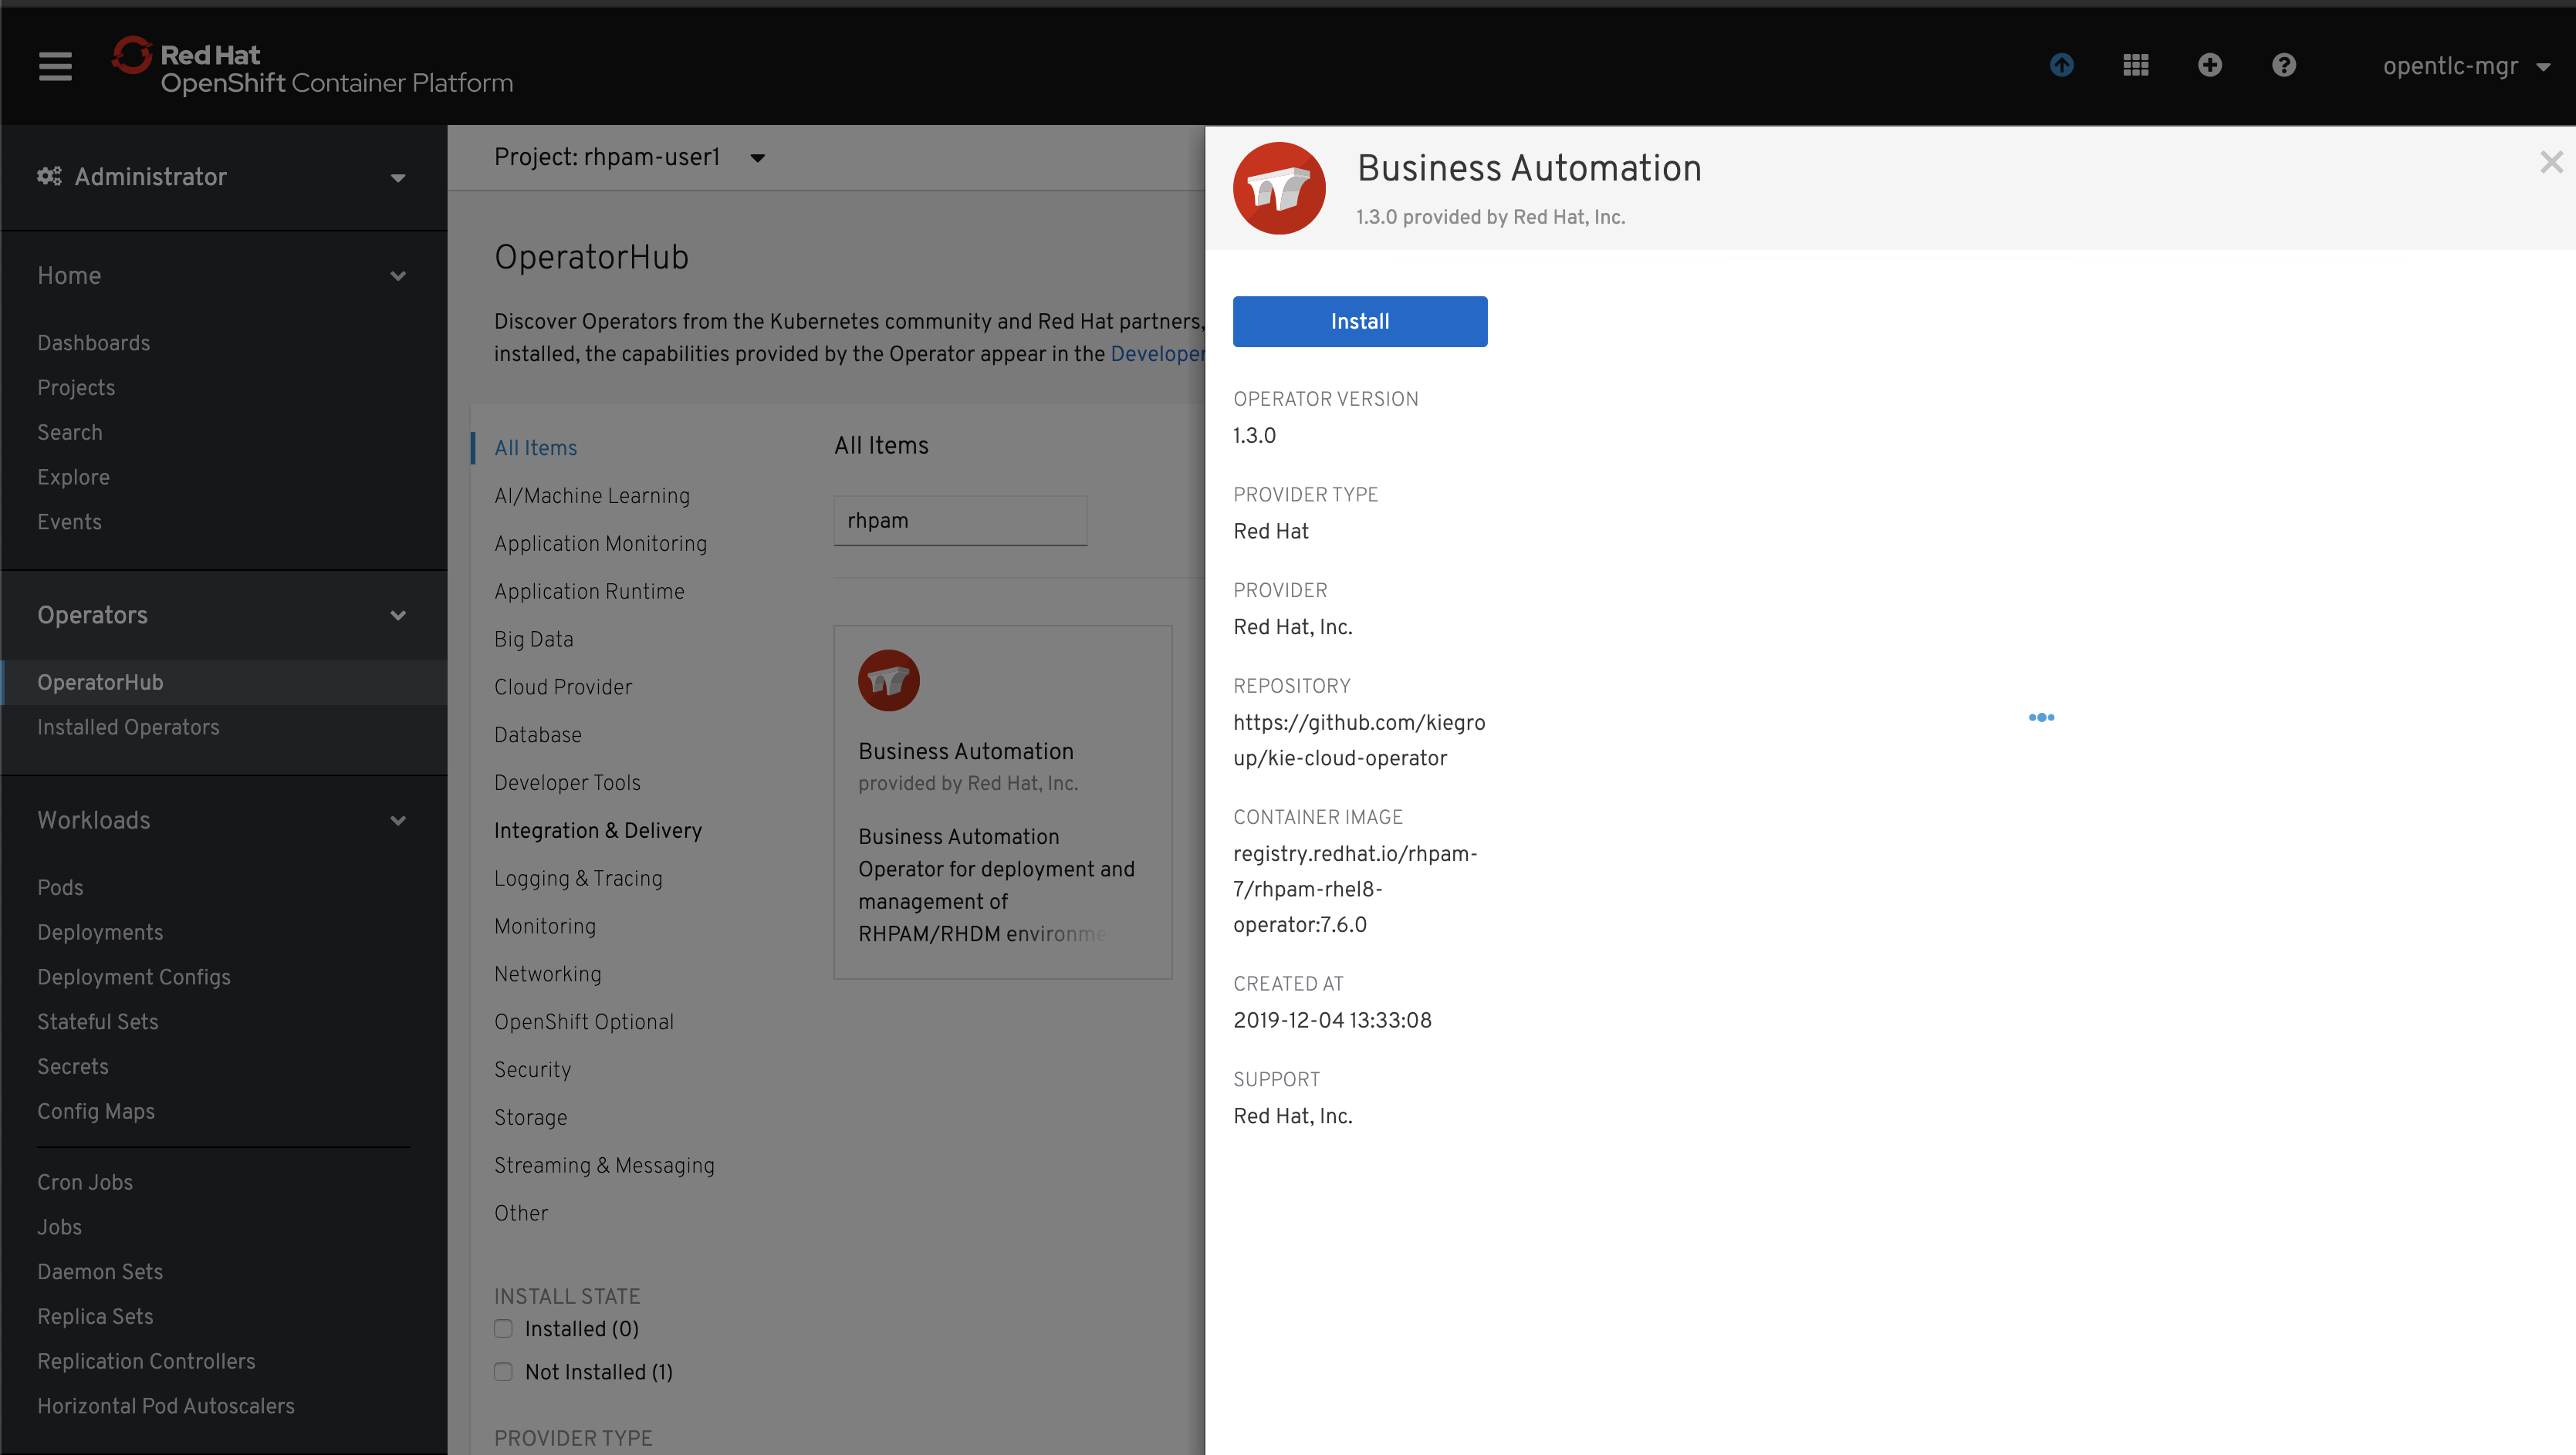 Red Hat
OpenShift Container Platform
opentlc-mgr
Administrator
Home
Dashboards
Projects
Search
Explore
Events
Operators
OperatorHub
Installed Operators
Workloads
Pods
Deployments
Deployment Configs
Stateful Sets
Secrets
Config Maps
Cron Jobs
Jobs
Daemon Sets
Replica Sets
Replication Controllers
Horizontal Pod Autoscalers
Project: rhpam-user1
OperatorHub
Discover Operators from the Kubernetes community and Red Hat partners,
installed, the capabilities provided by the Operator appear in the Developer
All Items
AI/Machine Learning
Application Monitoring
Application Runtime
Big Data
Cloud Provider
Database
Developer Tools
Integration & Delivery
Logging & Tracing
Monitoring
Networking
OpenShift Optional
Security
Storage
Streaming & Messaging
Other
INSTALL STATE
Installed (0)
Not Installed (1)
PROVIDER TYPE
All Items
rhpam
Business Automation
provided by Red Hat, Inc.
Business Automation
Operator for deployment and
management of
RHPAM/RHDM environme
Business Automation
1.3.0 provided by Red Hat, Inc.
Install
OPERATOR VERSION
1.3.0
PROVIDER TYPE
Red Hat
PROVIDER
Red Hat, Inc.
REPOSITORY
https://github.com/kiegro
up/kie-cloud-operator
CONTAINER IMAGE
registry.redhat.io/rhpam-
7/rhpam-rhel8-
operator:7.6.0
CREATED AT
2019-12-04 13:33:08
SUPPORT
Red Hat, Inc.